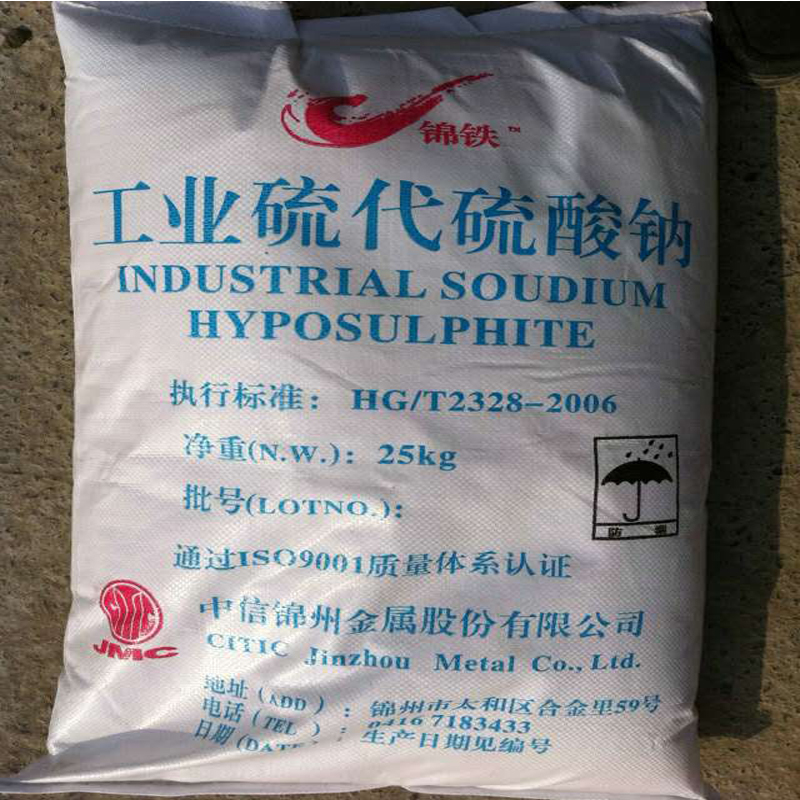 锦铁™
工业硫代硫酸钠
INDUSTRIAL SOUDIUM
HYPOSULPHITE
执行标准： HG/T2328-2006
净重(N.W.)：25kg
批号(LOTNO.)：
防
通过ISO9001质量体系认证
JMC
中信锦州金属股份有限公司
CITIC Jinzhou Metal Co., Ltd.
地址(ADD)：锦州市太和区合金里59号
电话(TEL)：0416 7183433
日期(DATE 生产日期见编号